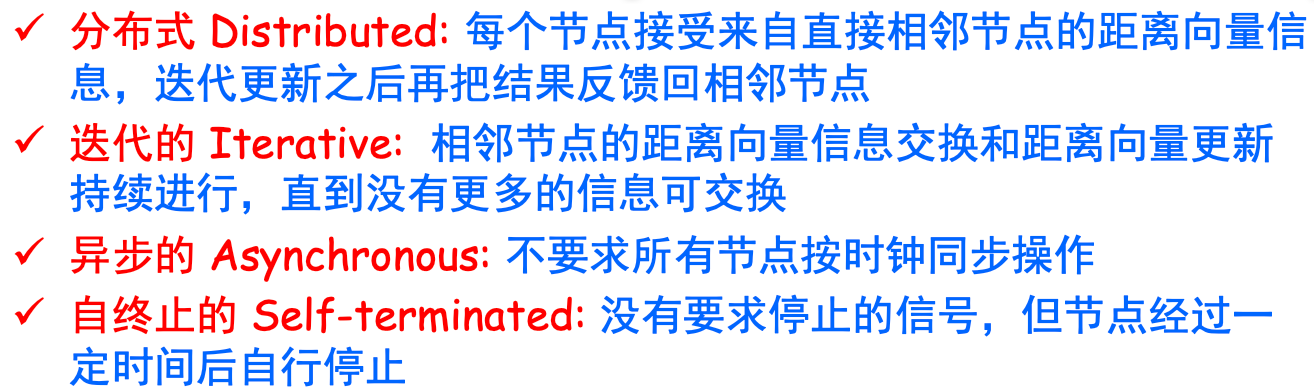 ✓ 分布式 Distributed: 每个节点接受来自直接相邻节点的距离向量信
息，迭代更新之后再把结果反馈回相邻节点
✓ 迭代的 Iterative: 相邻节点的距离向量信息交换和距离向量更新
持续进行，直到没有更多的信息可交换
✓ 异步的 Asynchronous: 不要求所有节点按时钟同步操作
✓ 自终止的 Self-terminated: 没有要求停止的信号，但节点经过一
定时间后自行停止